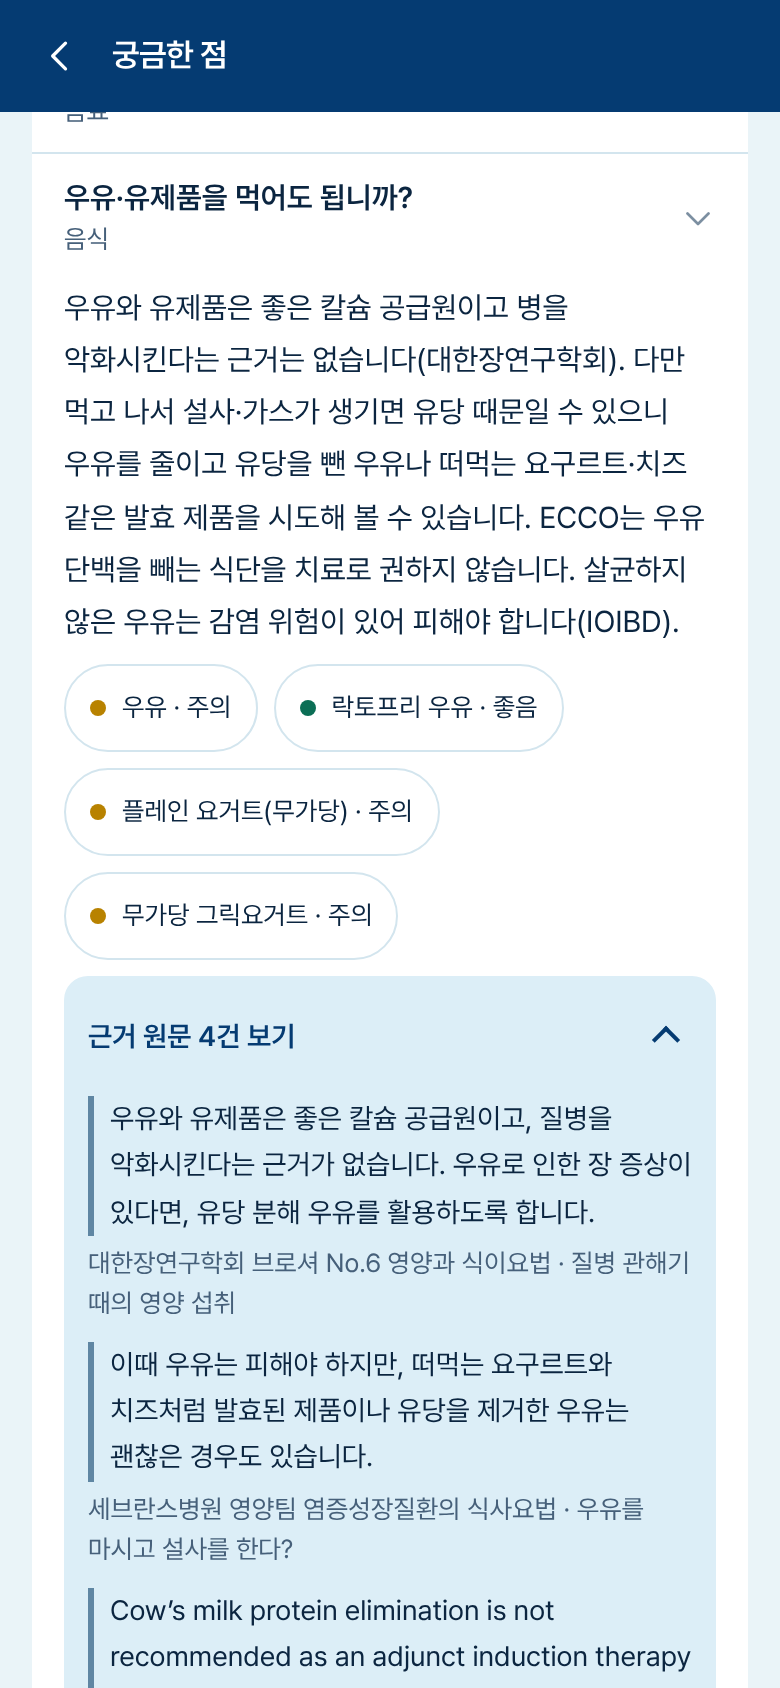 궁금한 점
음료
우유·유제품을 먹어도 됩니까?
음식
우유와 유제품은 좋은 칼슘 공급원이고 병을
악화시킨다는 근거는 없습니다(대한장연구학회). 다만
먹고 나서 설사·가스가 생기면 유당 때문일 수 있으니
우유를 줄이고 유당을 뺀 우유나 떠먹는 요구르트·치즈
같은 발효 제품을 시도해 볼 수 있습니다. ECCO는 우유
단백을 빼는 식단을 치료로 권하지 않습니다. 살균하지
않은 우유는 감염 위험이 있어 피해야 합니다(IOIBD).
우유 · 주의
락토프리 우유 · 좋음
플레인 요거트(무가당) · 주의
무가당 그릭요거트 · 주의
근거 원문 4건 보기
우유와 유제품은 좋은 칼슘 공급원이고, 질병을
악화시킨다는 근거가 없습니다. 우유로 인한 장 증상이
있다면, 유당 분해 우유를 활용하도록 합니다.
대한장연구학회 브로셔 No.6 영양과 식이요법 · 질병 관해기
때의 영양 섭취
이때 우유는 피해야 하지만, 떠먹는 요구르트와
치즈처럼 발효된 제품이나 유당을 제거한 우유는
괜찮은 경우도 있습니다.
세브란스병원 영양팀 염증성장질환의 식사요법 · 우유를
마시고 설사를 한다?
Cow’s milk protein elimination is not
recommended as an adjunct induction therapy